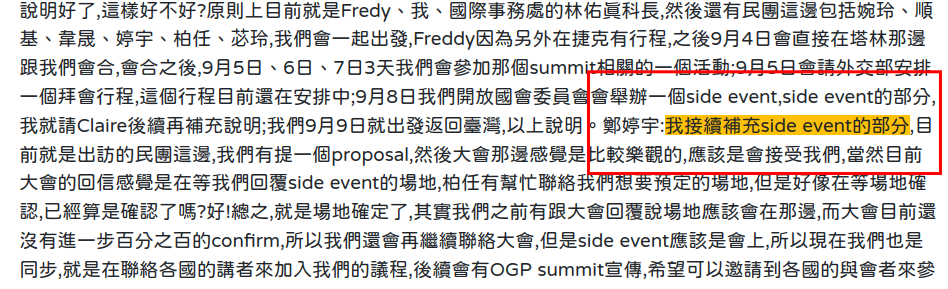 說明好了,這樣好不好?原則上目前就是Fredy、我、國際事務處的林佑眞科長,然後還有民團這邊包括婉玲、順
基、韋晟、婷宇、柏任、苾玲,我們會一起出發,Freddy因為另外在捷克有行程,之後9月4日會直接在塔林那邊
跟我們會合,會合之後,9月5日、6日、7日3天我們會參加那個summit相關的一個活動;9月5日會請外交部安排
一個拜會行程,這個行程目前還在安排中;9月8日我們開放國會委員會會舉辦一個side event,side event的部分,
我就請Claire後續再補充說明;我們9月9日就出發返回臺灣,以上說明。鄭婷宇:我接續補充side event的部分,目
前就是出訪的民團這邊,我們有提一個proposal,然後大會那邊感覺是比較樂觀的,應該是會接受我們,當然目前
大會的回信感覺是在等我們回覆side event的場地,柏任有幫忙聯絡我們想要預定的場地,但是好像在等場地確
認,已經算是確認了嗎?好!總之,就是場地確定了,其實我們之前有跟大會回覆說場地應該會在那邊,而大會目前還
沒有進一步百分之百的confirm,所以我們還會再繼續聯絡大會,但是side event應該是會上,所以現在我們也是
同步,就是在聯絡各國的講者來加入我們的議程,後續會有OGP summit宣傳,希望可以邀請到各國的與會者來參